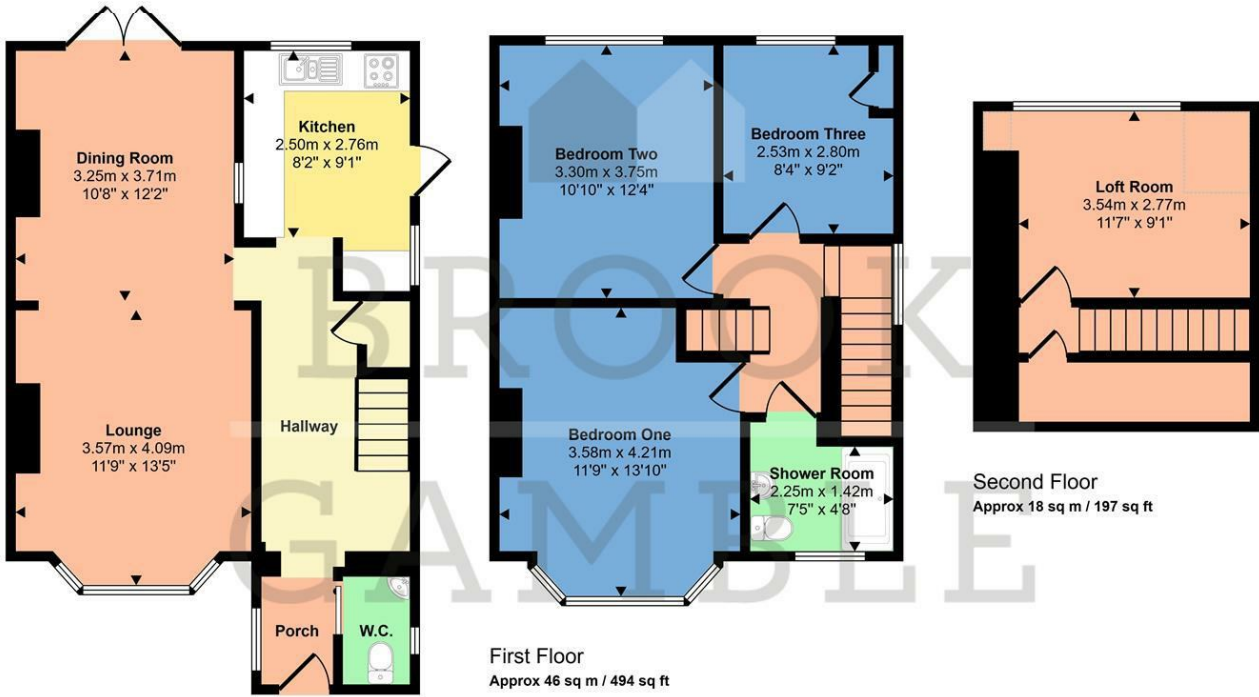 Dining Room
3.25m x 3.71m
10'8" x 12'2"
Kitchen
2.50m x 2.76m
8'2" x 9'1"
Lounge
3.57m x 4.09m
11'9" x 13'5"
Hallway
Porch
W.C.
Bedroom Two
3.30m x 3.75m
10'10" x 12'4"
Bedroom Three
2.53m x 2.80m
8'4" x 9'2"
Bedroom One
3.58m x 4.21m
11'9" x 13'10"
Shower Room
2.25m x 1.42m
7'5" x 4'8"
First Floor
Approx 46 sq m / 494 sq ft
Loft Room
3.54m x 2.77m
11'7" x 9'1"
Second Floor
Approx 18 sq m / 197 sq ft
BROOK
GAMBLE